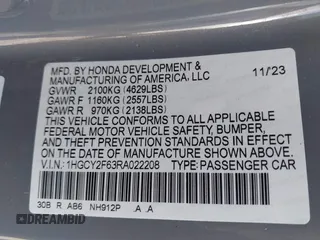 MFD. BY HONDA DEVELOPMENT &
MANUFACTURING OF AMERICA, LLC
11/23
GVWR 2100KG (4629LBS)
GAWR F 1160KG (2557LBS)
GAWR R 970KG (2138LBS)
THIS VEHICLE CONFORMS TO ALL APPLICABLE
FEDERAL MOTOR VEHICLE SAFETY, BUMPER,
AND THEFT PREVENTION STANDARDS IN
EFFECT ON THE DATE OF MANUFACTURE
SHOWN ABOVE.
V.I.N.: 1HGCY2F63RA022208 TYPE: PASSENGER CAR
30B R AB6 NH912P .A .A